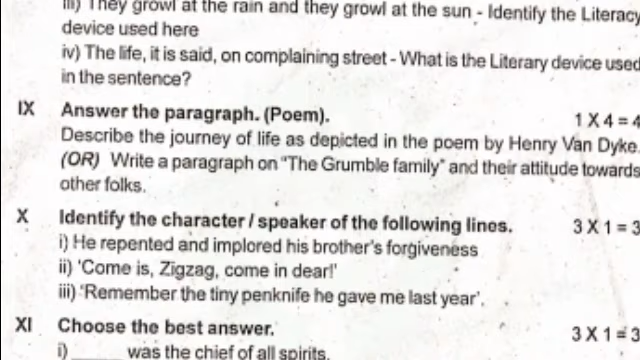 iii) They growl at the rain and they growl at the sun - Identify the Literacy
device used here
iv) The life, it is said, on complaining street - What is the Literary device used
in the sentence?
IX Answer the paragraph. (Poem). 1 X 4 = 4
Describe the journey of life as depicted in the poem by Henry Van Dyke.
(OR) Write a paragraph on "The Grumble family" and their attitude towards
other folks.
X Identify the character / speaker of the following lines. 3 X 1 = 3
i) He repented and implored his brother's forgiveness
ii) 'Come is, Zigzag, come in dear!'
iii) 'Remember the tiny penknife he gave me last year'.
XI Choose the best answer. 3 X 1 = 3
i) ______ was the chief of all spirits.